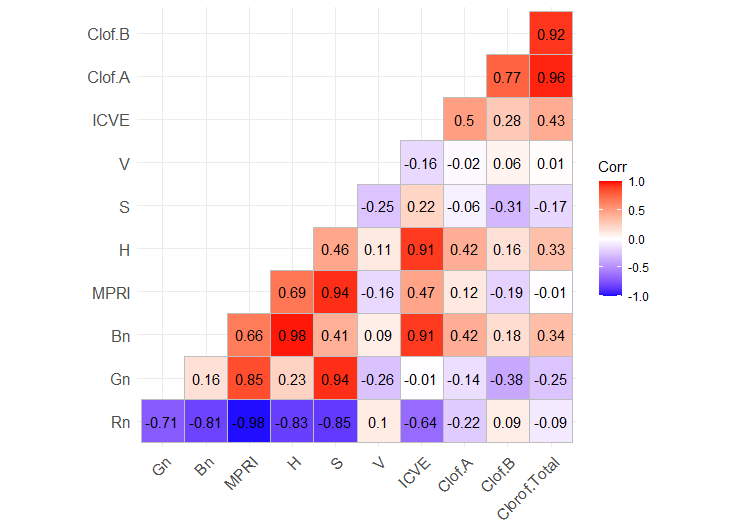 Clof.B 0.92
Clof.A 0.77 0.96
ICVE 0.5 0.28 0.43
V -0.16 -0.02 0.06 0.01
S -0.25 0.22 -0.06 -0.31 -0.17
H 0.46 0.11 0.91 0.42 0.16 0.33
MPRI 0.69 0.94 -0.16 0.47 0.12 -0.19 -0.01
Bn 0.66 0.98 0.41 0.09 0.91 0.42 0.18 0.34
Gn 0.16 0.85 0.23 0.94 -0.26 -0.01 -0.14 -0.38 -0.25
Rn -0.71 -0.81 -0.98 -0.83 -0.85 0.1 -0.64 -0.22 0.09 -0.09
Gn Bn MPRI H S V ICVE Clof.A Clof.B Clorof.Total
Corr
1.0
0.5
0.0
-0.5
-1.0